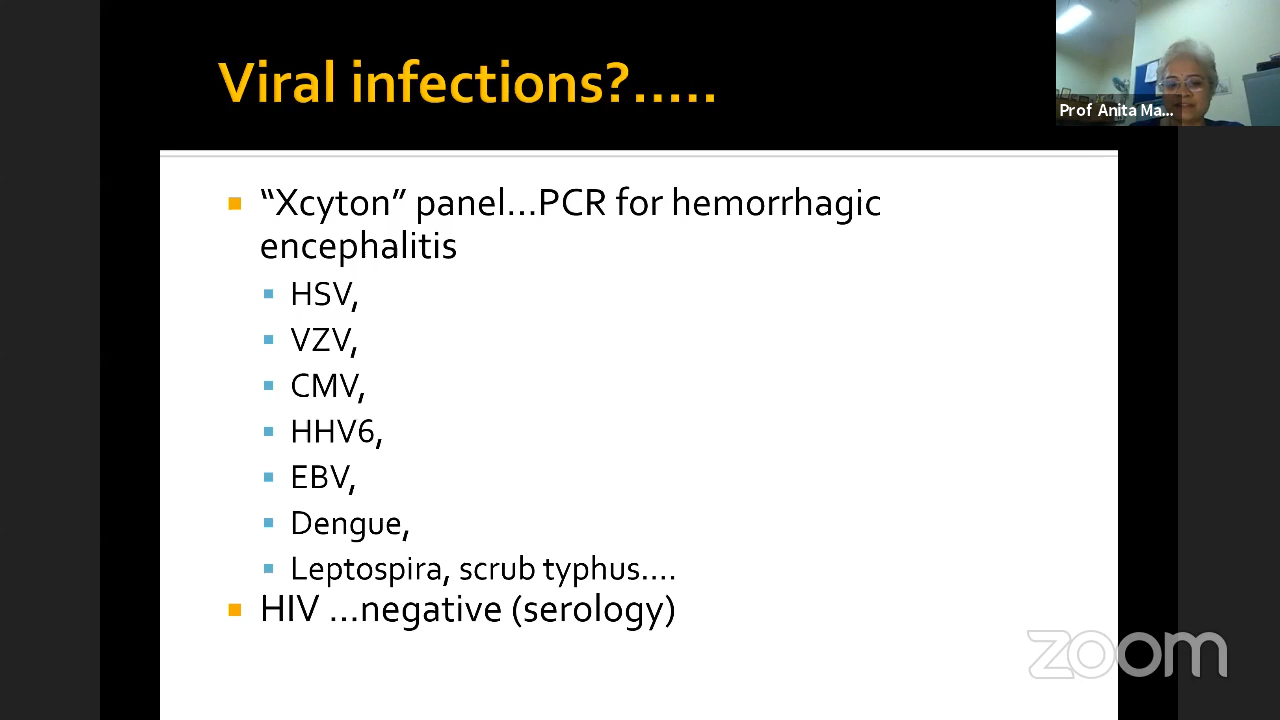 Viral infections?.....
Prof Anita Ma...
“Xcyton” panel...PCR for hemorrhagic
encephalitis
HSV,
VZV,
CMV,
HHV6,
EBV,
Dengue,
Leptospira, scrub typhus....
HIV ...negative (serology)
zoom